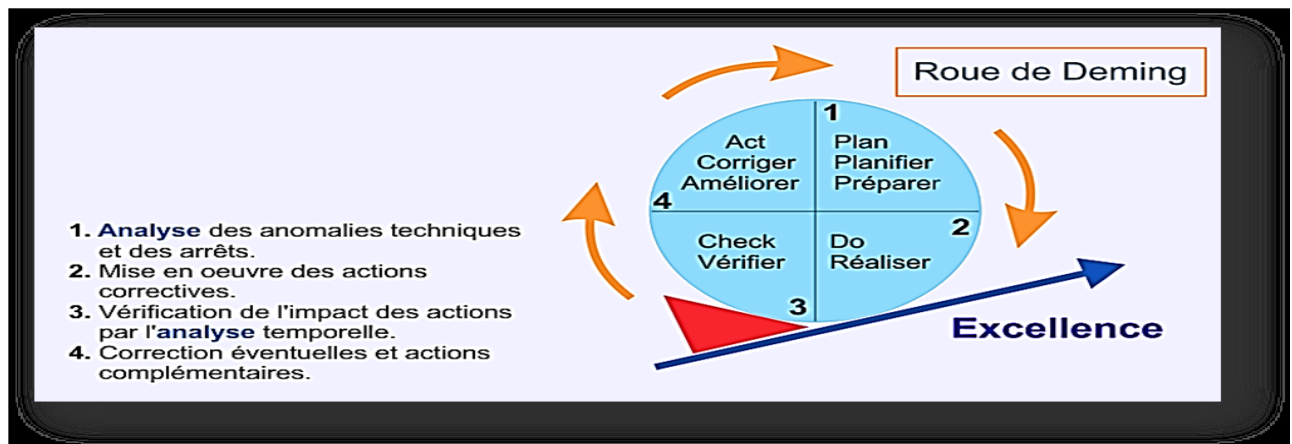 Roue de Deming
1
Act
Corriger
Améliorer
Plan
Planifier
Préparer
4
2
Check
Vérifier
Do
Réaliser
3
Excellence
1. Analyse des anomalies techniques
et des arrêts.
2. Mise en oeuvre des actions
correctives.
3. Vérification de l'impact des actions
par l'analyse temporelle.
4. Correction éventuelles et actions
complémentaires.